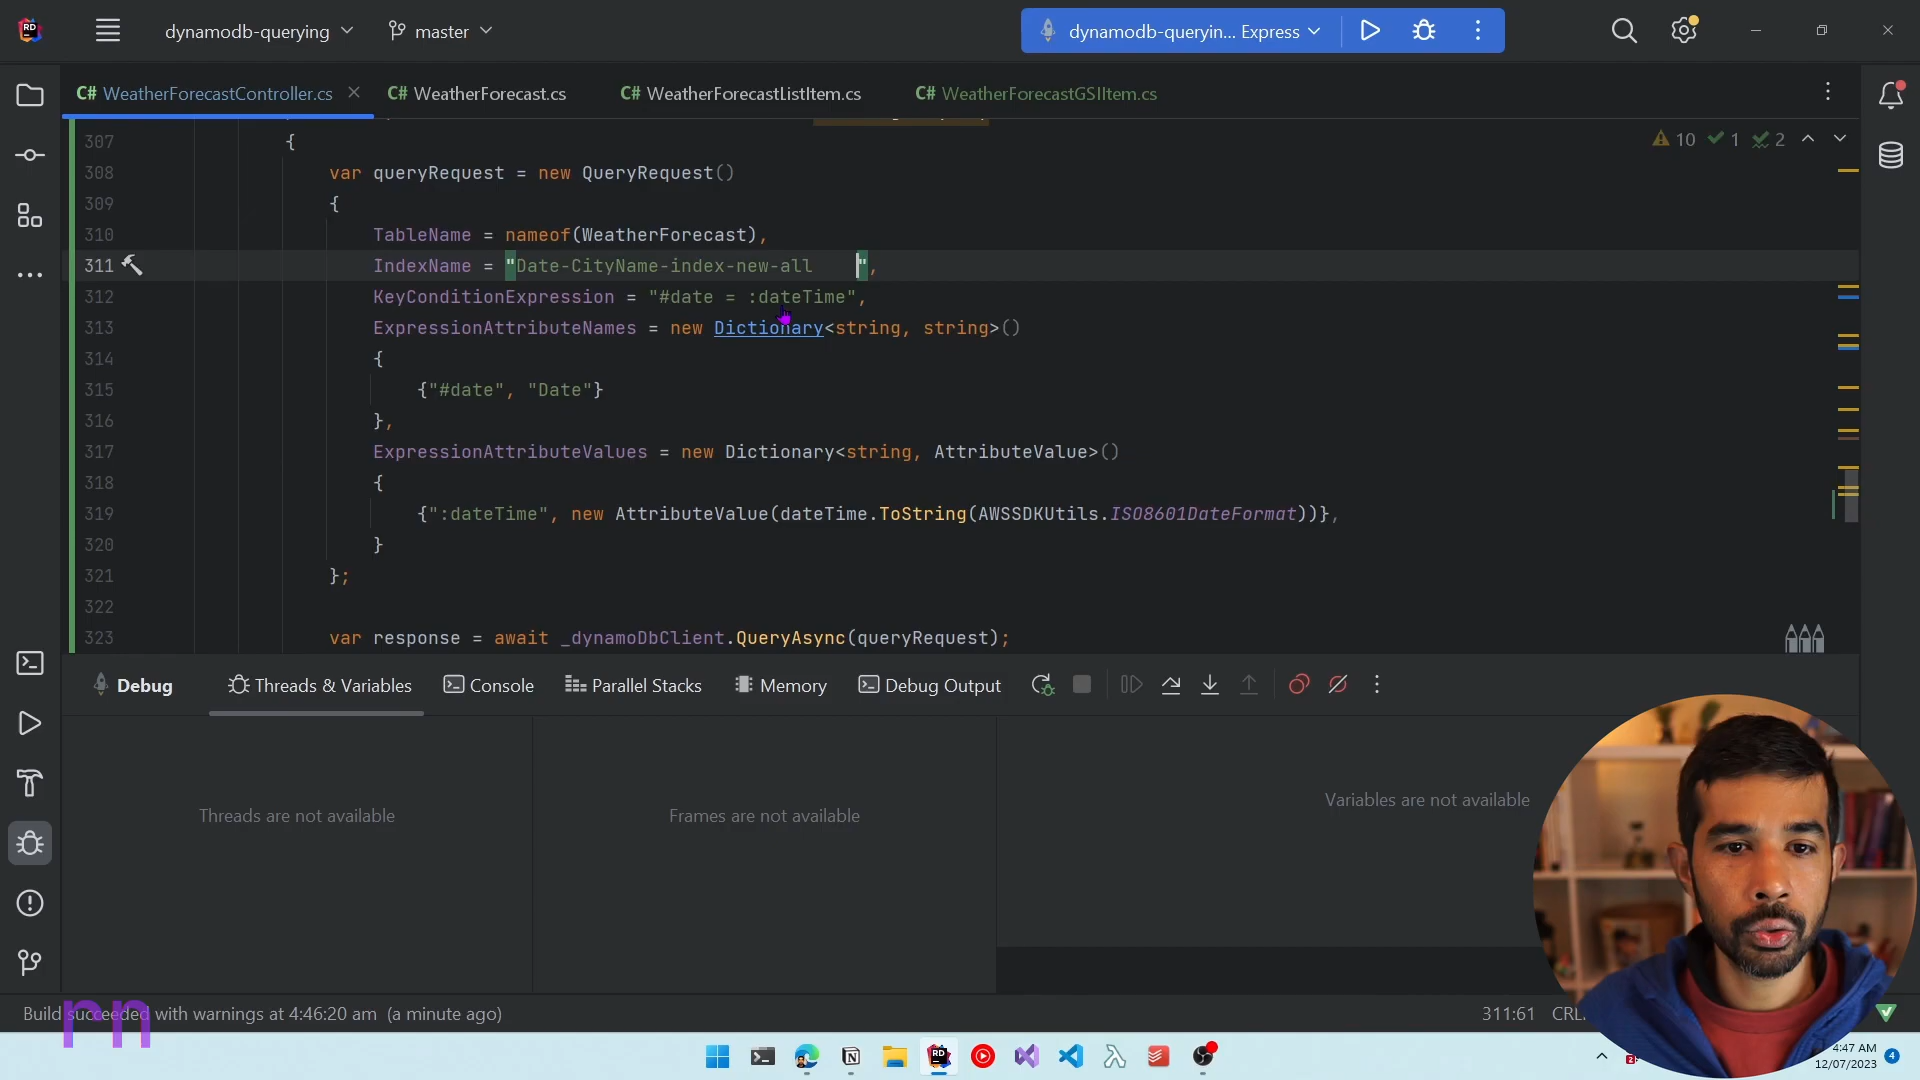 dynamodb-querying
master
dynamodb-queryin... Express
C# WeatherForecastController.cs
C# WeatherForecast.cs
C# WeatherForecastListItem.cs
C# WeatherForecastGSIItem.cs
10 1 2
307 {
308 var queryRequest = new QueryRequest()
309 {
310 TableName = nameof(WeatherForecast),
311 IndexName = "Date-CityName-index-new-all    ",
312 KeyConditionExpression = "#date = :dateTime",
313 ExpressionAttributeNames = new Dictionary<string, string>()
314 {
315 {"#date", "Date"}
316 },
317 ExpressionAttributeValues = new Dictionary<string, AttributeValue>()
318 {
319 {":dateTime", new AttributeValue(dateTime.ToString(AWSSDKUtils.ISO8601DateFormat))},
320 }
321 };
322
323 var response = await _dynamoDbClient.QueryAsync(queryRequest);
Debug
Threads & Variables
Console
Parallel Stacks
Memory
Debug Output
Threads are not available
Frames are not available
Variables are not available
Build succeeded with warnings at 4:46:20 am (a minute ago)
311:61
rn
4:47 AM
12/07/2023
4